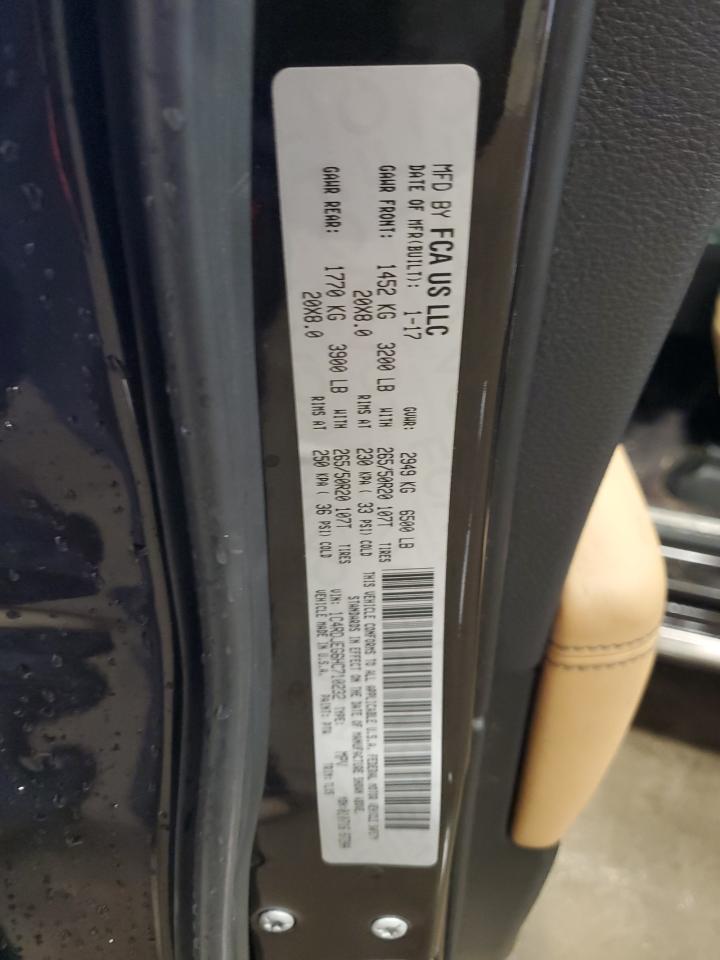 MFD BY FCA US LLC
DATE OF MFR(BUILT): 1-17 GVWR: 2949 KG 6500 LB
GAWR FRONT: 1452 KG 3200 LB WITH 265/50R20 107T TIRES
20X8.0 RIMS AT 230 KPA ( 33 PSI) COLD
GAWR REAR: 1770 KG 3900 LB WITH 265/50R20 107T TIRES
20X8.0 RIMS AT 250 KPA ( 36 PSI) COLD
THIS VEHICLE CONFORMS TO ALL APPLICABLE U.S.A. FEDERAL MOTOR VEHICLE SAFETY
STANDARDS IN EFFECT ON THE DATE OF MANUFACTURE SHOWN ABOVE.
VIN: 1C4RDJEG6HC710232 TYPE: MPV
VEHICLE MADE IN U.S.A. PAINT: TRIM: